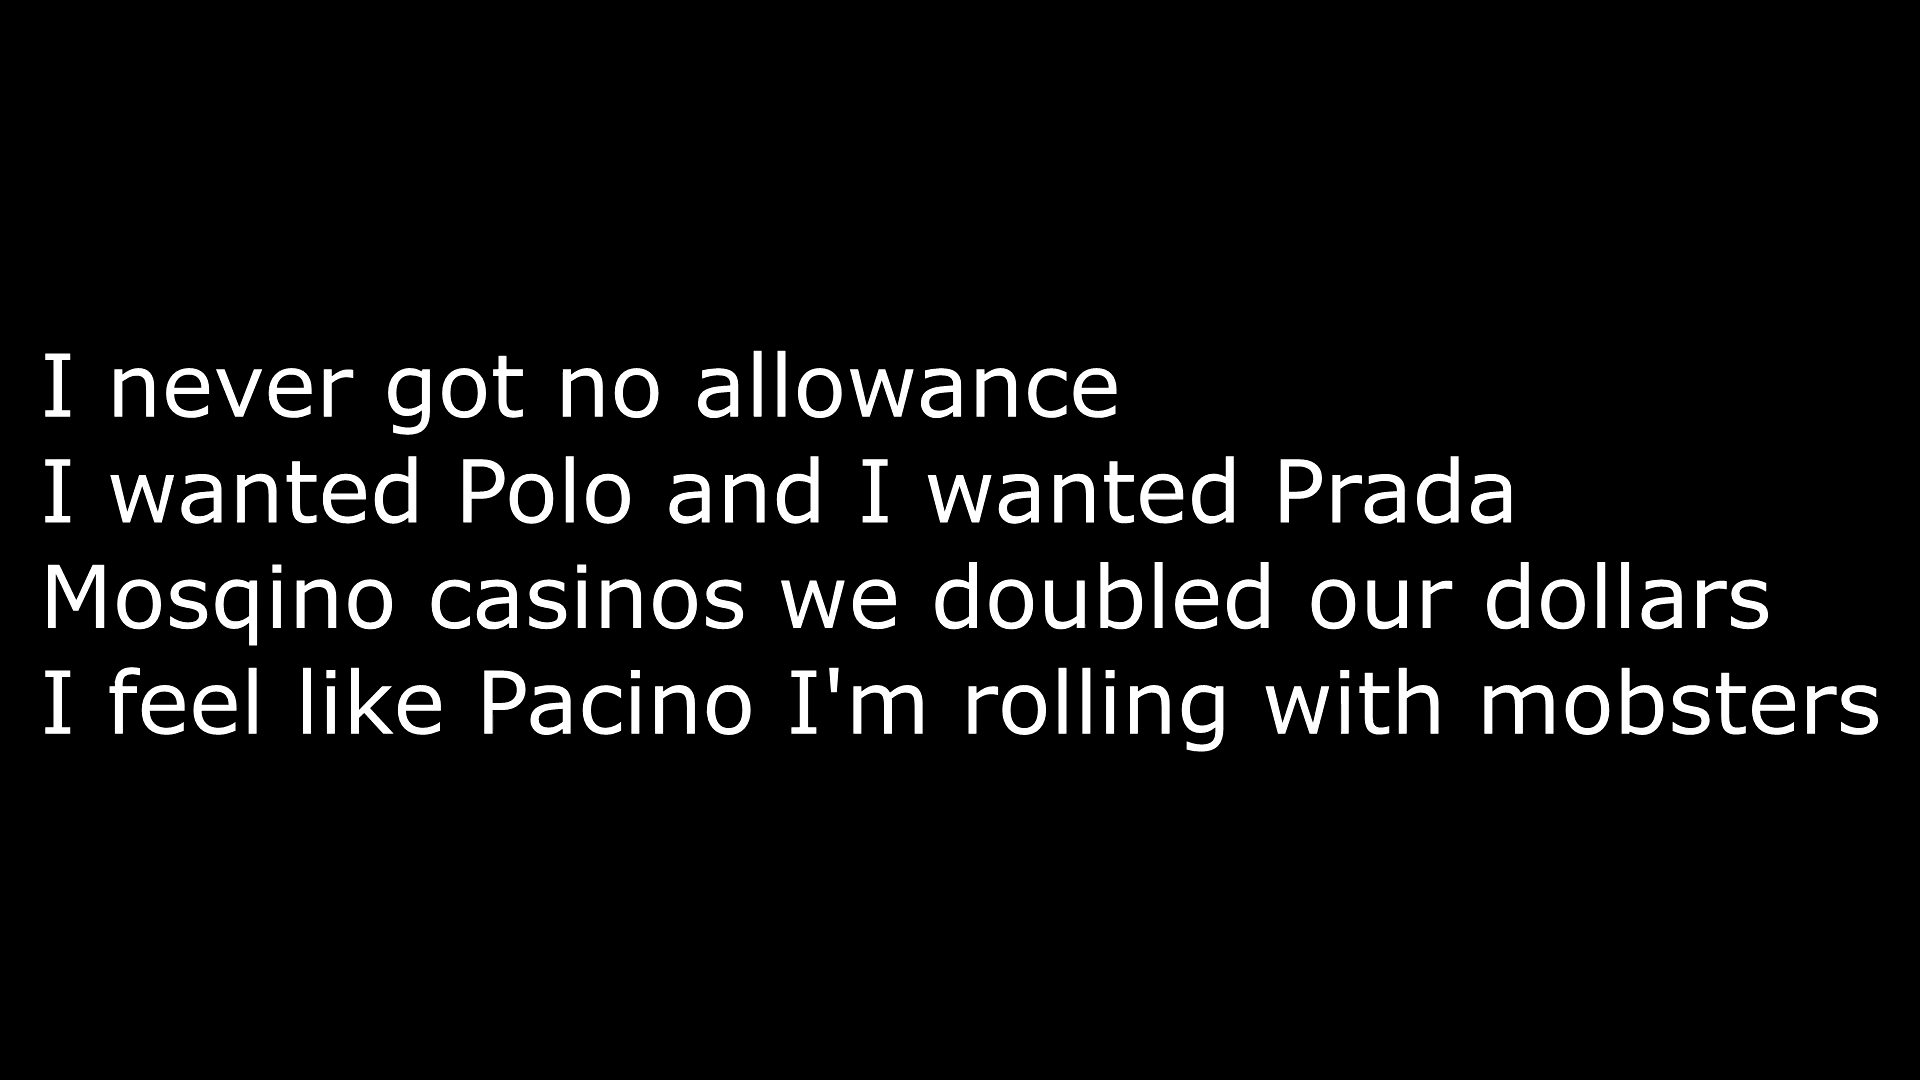 I never got no allowance
I wanted Polo and I wanted Prada
Mosqino casinos we doubled our dollars
I feel like Pacino I'm rolling with mobsters